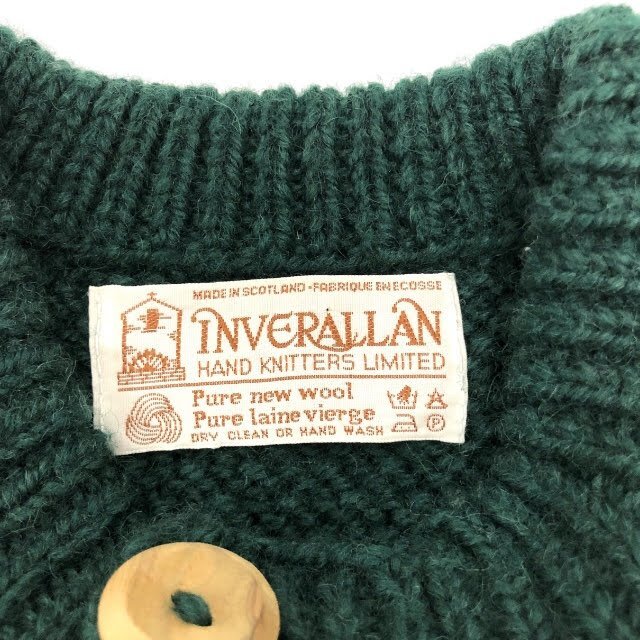 MADE IN SCOTLAND - FABRIQUE EN ECOSSE
INVERALLAN
HAND KNITTERS LIMITED
Pure new wool
Pure laine vierge
DRY CLEAN OR HAND WASH
A
P